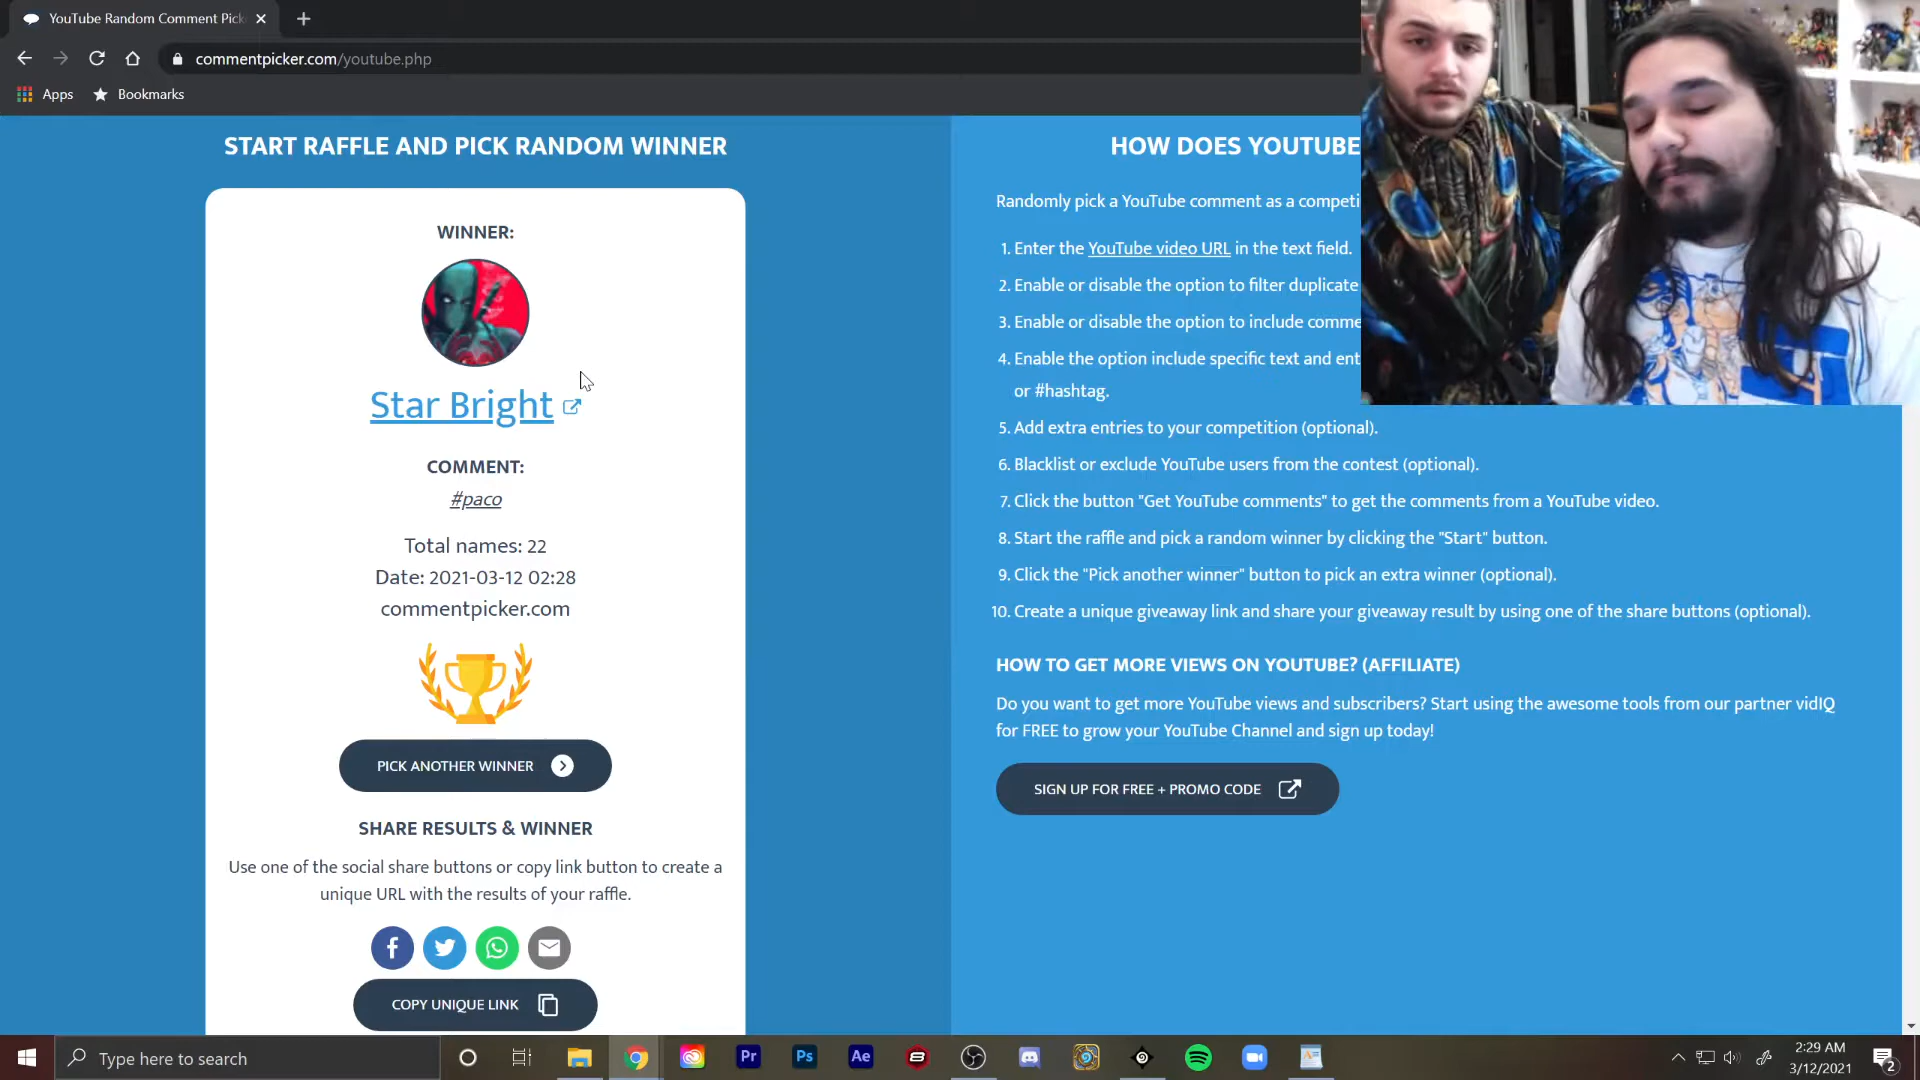 YouTube Random Comment Pick
commentpicker.com/youtube.php
Apps
Bookmarks
START RAFFLE AND PICK RANDOM WINNER
WINNER:
Star Bright
COMMENT:
#paco
Total names: 22
Date: 2021-03-12 02:28
commentpicker.com
PICK ANOTHER WINNER
SHARE RESULTS & WINNER
Use one of the social share buttons or copy link button to create a
unique URL with the results of your raffle.
COPY UNIQUE LINK
HOW DOES YOUTUBE
Randomly pick a YouTube comment as a competi
1. Enter the YouTube video URL in the text field.
2. Enable or disable the option to filter duplicate
3. Enable or disable the option to include comme
4. Enable the option include specific text and ent
or #hashtag.
5. Add extra entries to your competition (optional).
6. Blacklist or exclude YouTube users from the contest (optional).
7. Click the button "Get YouTube comments" to get the comments from a YouTube video.
8. Start the raffle and pick a random winner by clicking the "Start" button.
9. Click the "Pick another winner" button to pick an extra winner (optional).
10. Create a unique giveaway link and share your giveaway result by using one of the share buttons (optional).
HOW TO GET MORE VIEWS ON YOUTUBE? (AFFILIATE)
Do you want to get more YouTube views and subscribers? Start using the awesome tools from our partner vidIQ
for FREE to grow your YouTube Channel and sign up today!
SIGN UP FOR FREE + PROMO CODE
Type here to search
Pr
Ps
Ae
2:29 AM
3/12/2021
2